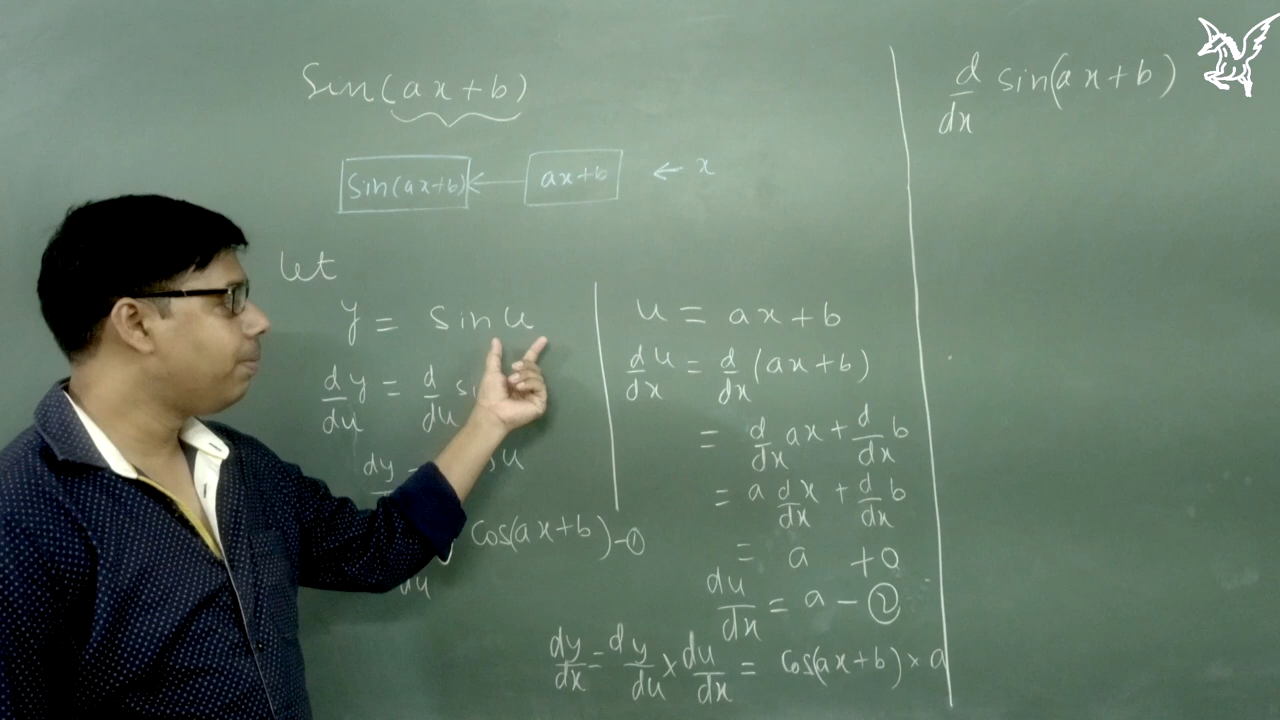 Sin(ax+b)
Sin(ax+b) ← ax+b ← x
let
y = sin u
d/du y = d/du
dy
u
Cos(ax+b) - ①
du
u = ax+b
d/dx u = d/dx (ax+b)
= d/dx ax + d/dx b
= a d/dx x + d/dx b
= a + 0
du/dx = a - ②
dy/dx = dy/du × du/dx = cos(ax+b) × a
d/dx sin(ax+b)